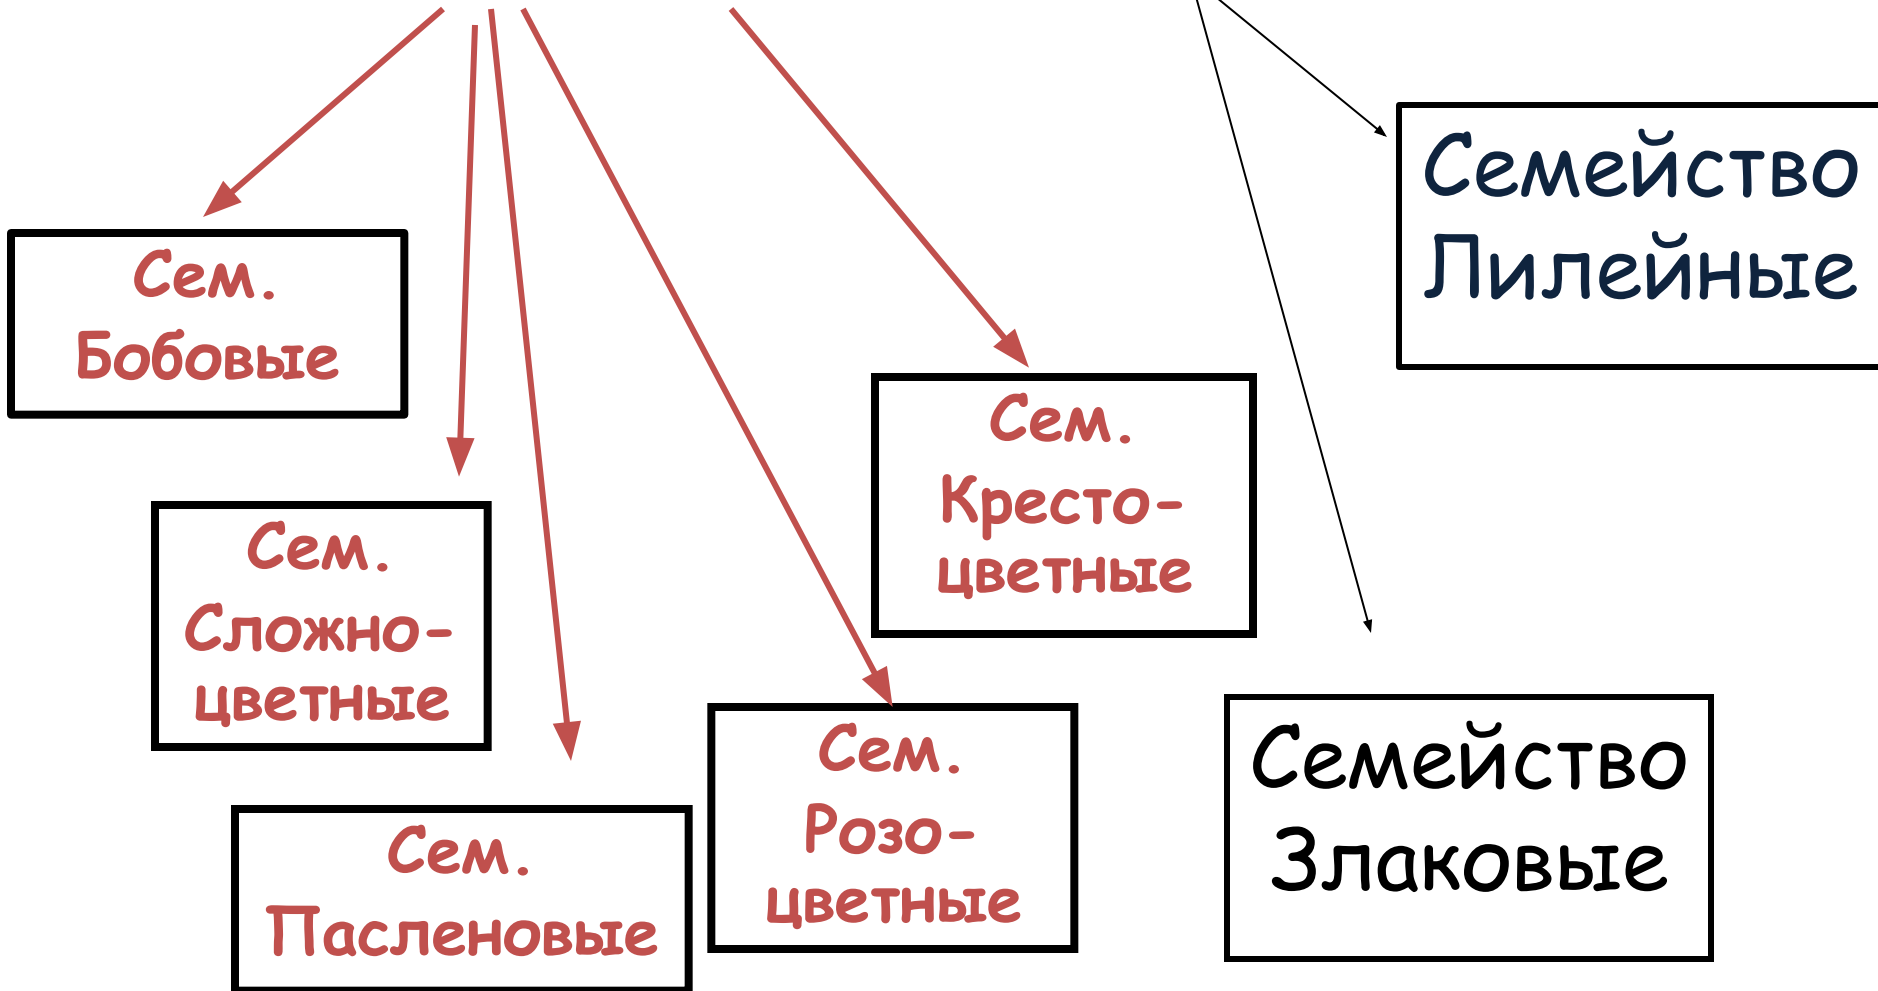 Семейство
Лилейные
Сем.
Бобовые
Сем.
Кресто-
цветные
Сем.
Сложно-
цветные
Сем.
Розо-
цветные
Семейство
Злаковые
Сем.
Пасленовые